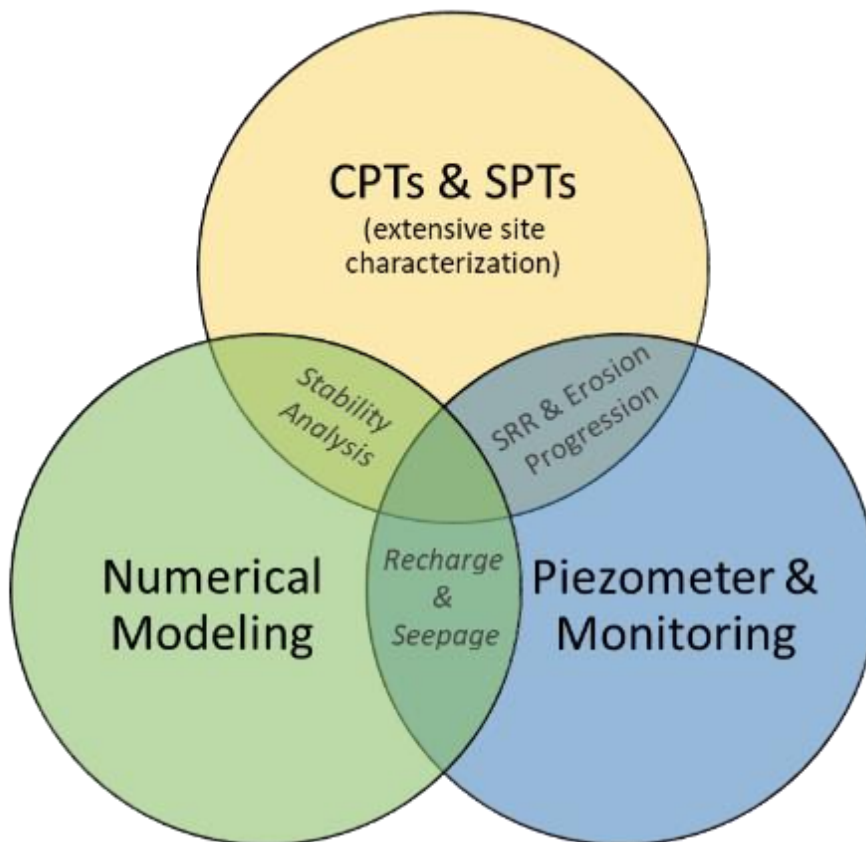 CPTs & SPTs
(extensive site
characterization)
Stability
Analysis
SRR & Erosion
Progression
Numerical
Modeling
Recharge
&
Seepage
Piezometer &
Monitoring